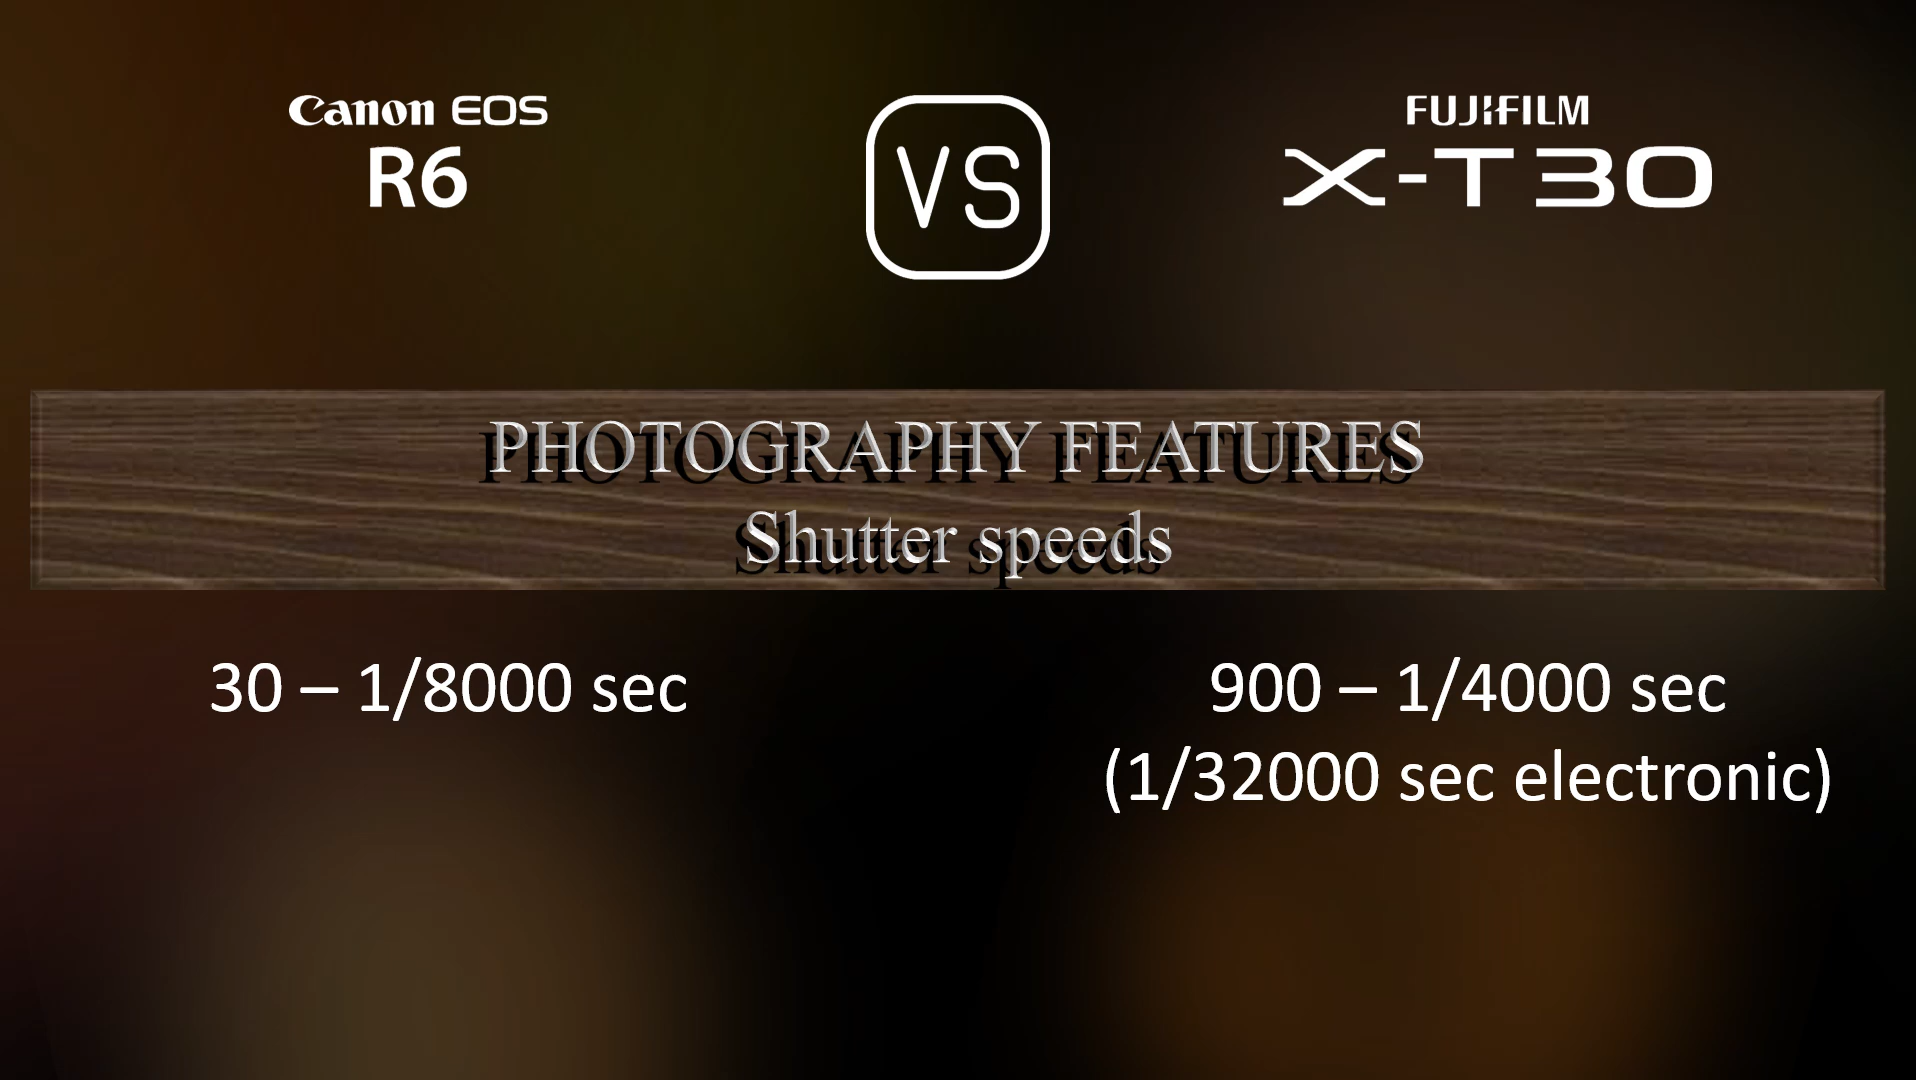 Canon EOS
R6
VS
FUJIFILM
X-T30
PHOTOGRAPHY FEATURES
Shutter speeds
30 – 1/8000 sec
900 – 1/4000 sec
(1/32000 sec electronic)